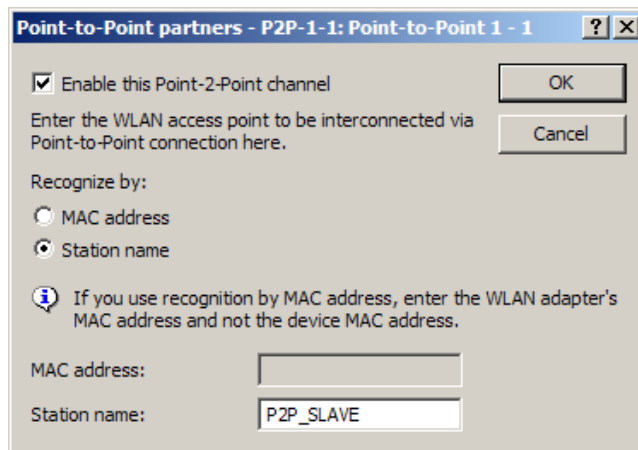 Point-to-Point partners - P2P-1-1: Point-to-Point 1 - 1
Enable this Point-2-Point channel
OK
Enter the WLAN access point to be interconnected via
Point-to-Point connection here.
Cancel
Recognize by:
MAC address
Station name
If you use recognition by MAC address, enter the WLAN adapter's
MAC address and not the device MAC address.
MAC address:
Station name:
P2P_SLAVE